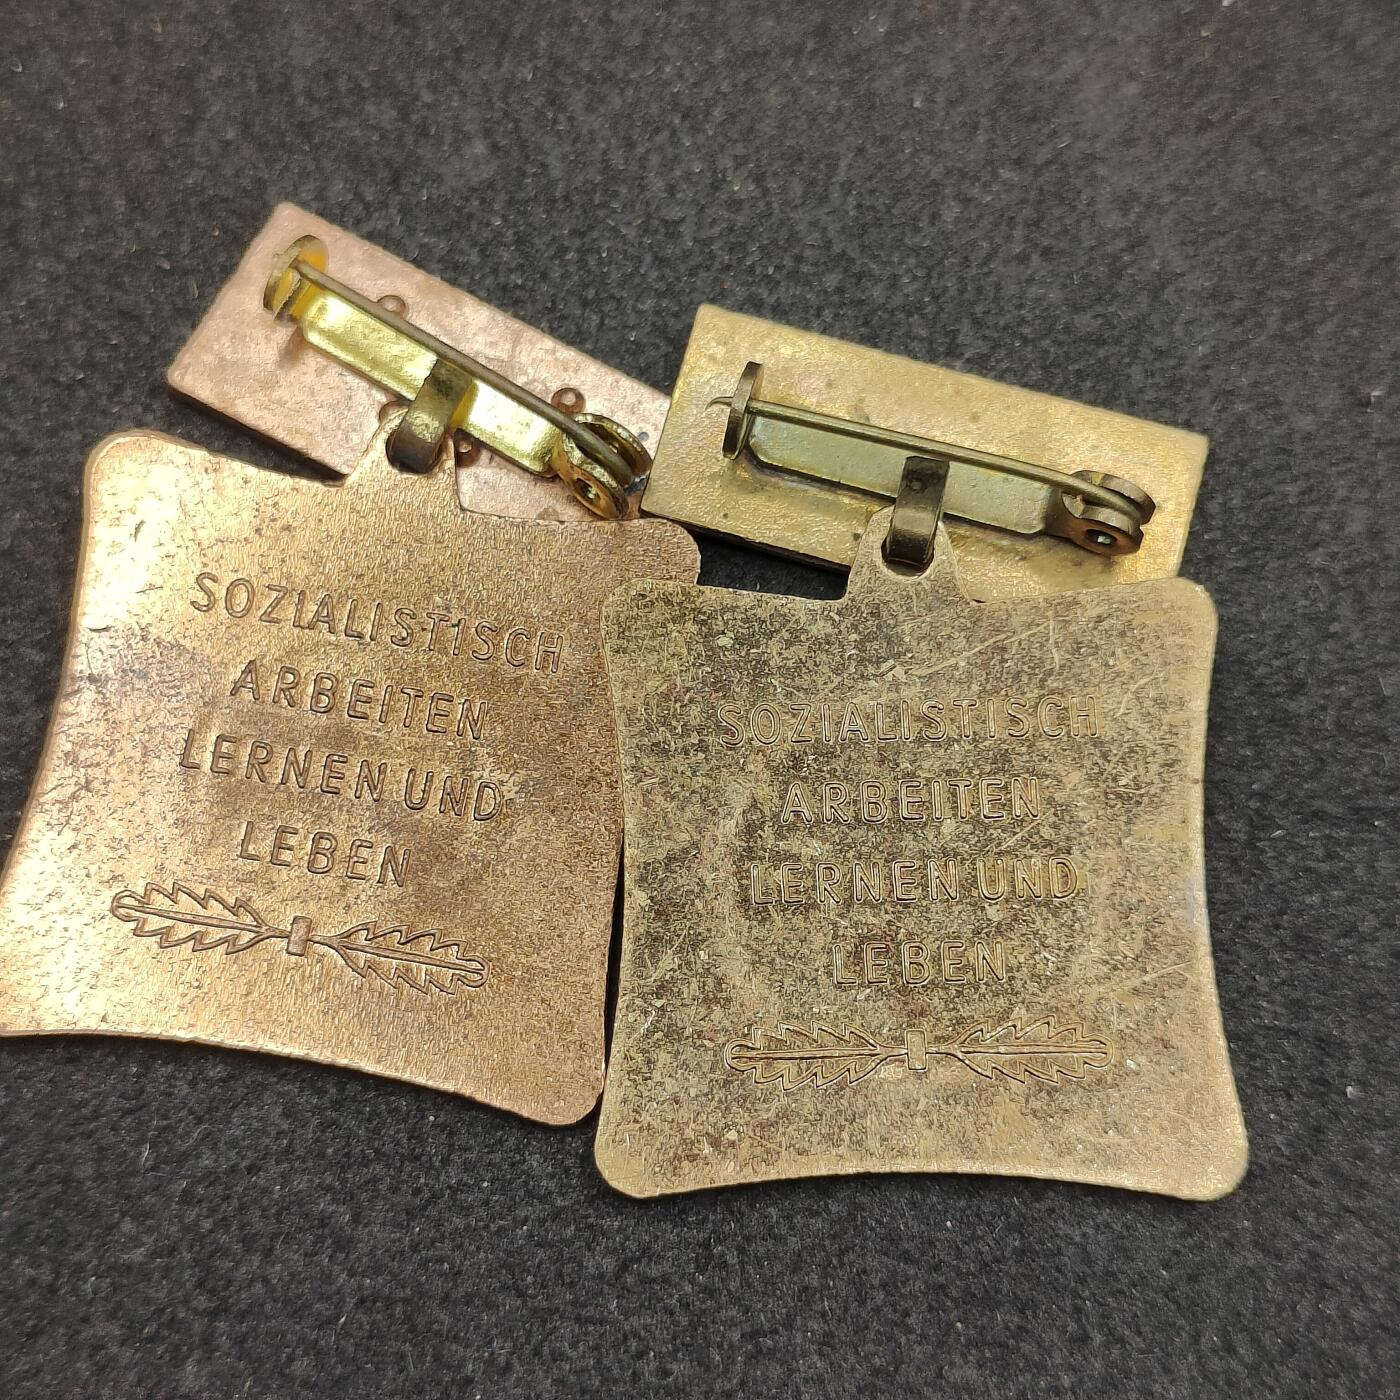 SOZIALISTISCH
ARBEITEN
LERNEN UND
LEBEN
SOZIALISTISCH
ARBEITEN
LERNEN UND
LEBEN